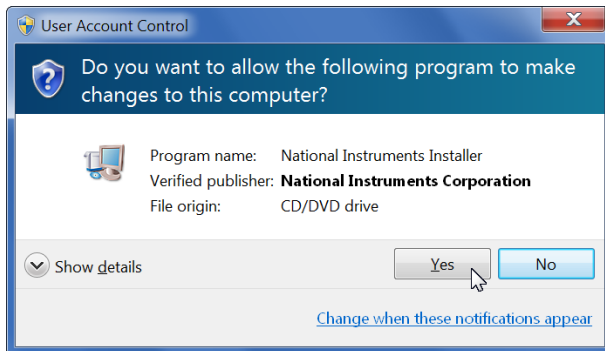 User Account Control
Do you want to allow the following program to make
changes to this computer?
Program name: National Instruments Installer
Verified publisher: National Instruments Corporation
File origin: CD/DVD drive
Show details Yes No
Change when these notifications appear